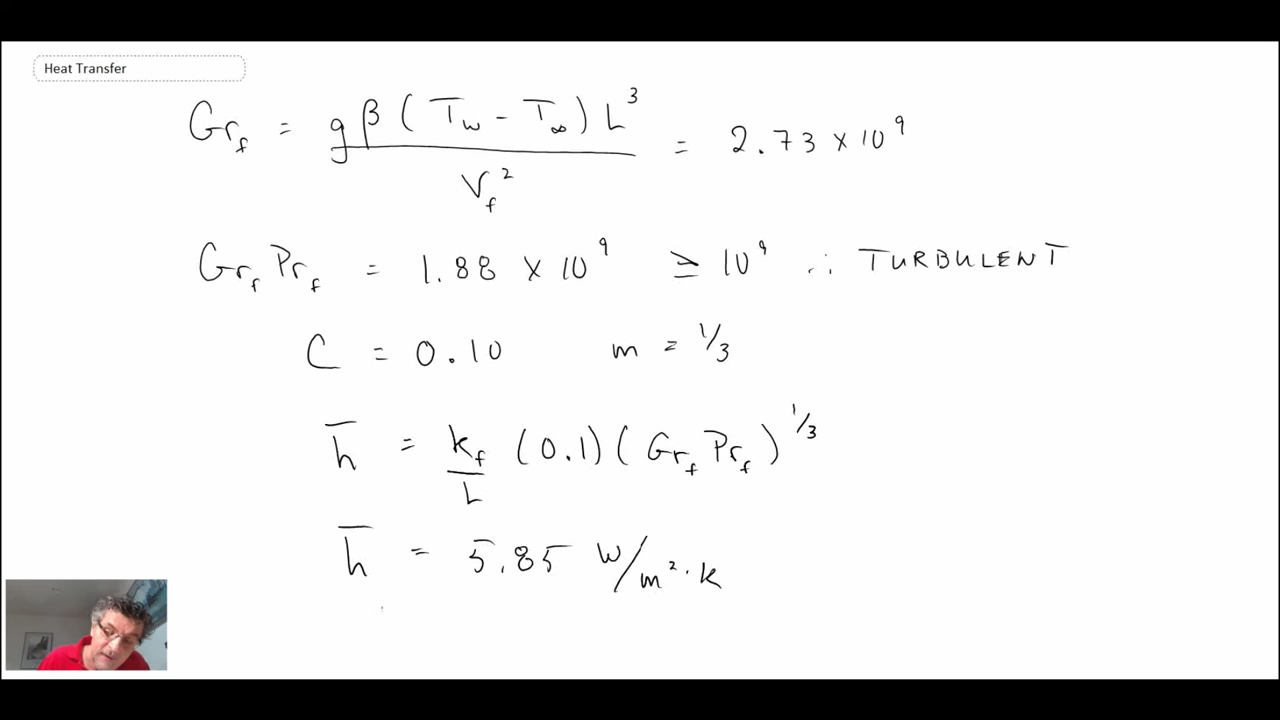 Heat Transfer
Gr_f = gβ(T_w - T_∞)L³ / ν_f² = 2.73 × 10⁹
Gr_f Pr_f = 1.88 × 10⁹ ≥ 10⁹ ∴ TURBULENT
C = 0.10 m = 1/3
h̅ = k_f/L (0.1)(Gr_f Pr_f)^1/3
h̅ = 5.85 W/m²·K